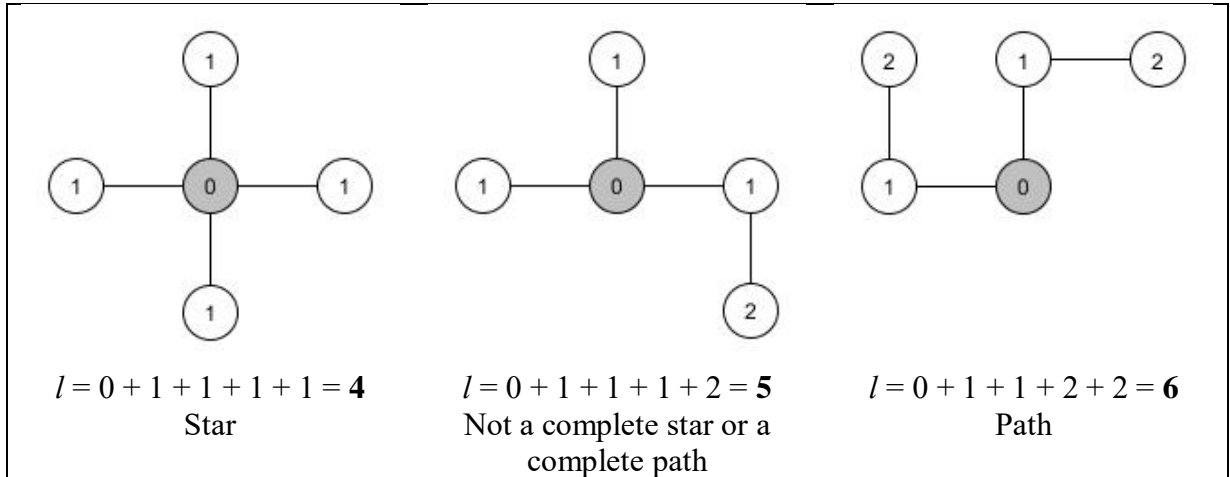 1
1 0 1
1
l = 0 + 1 + 1 + 1 + 1 = 4
Star
1
1 0 1
2
l = 0 + 1 + 1 + 1 + 2 = 5
Not a complete star or a
complete path
2 1 2
1 0
l = 0 + 1 + 1 + 2 + 2 = 6
Path